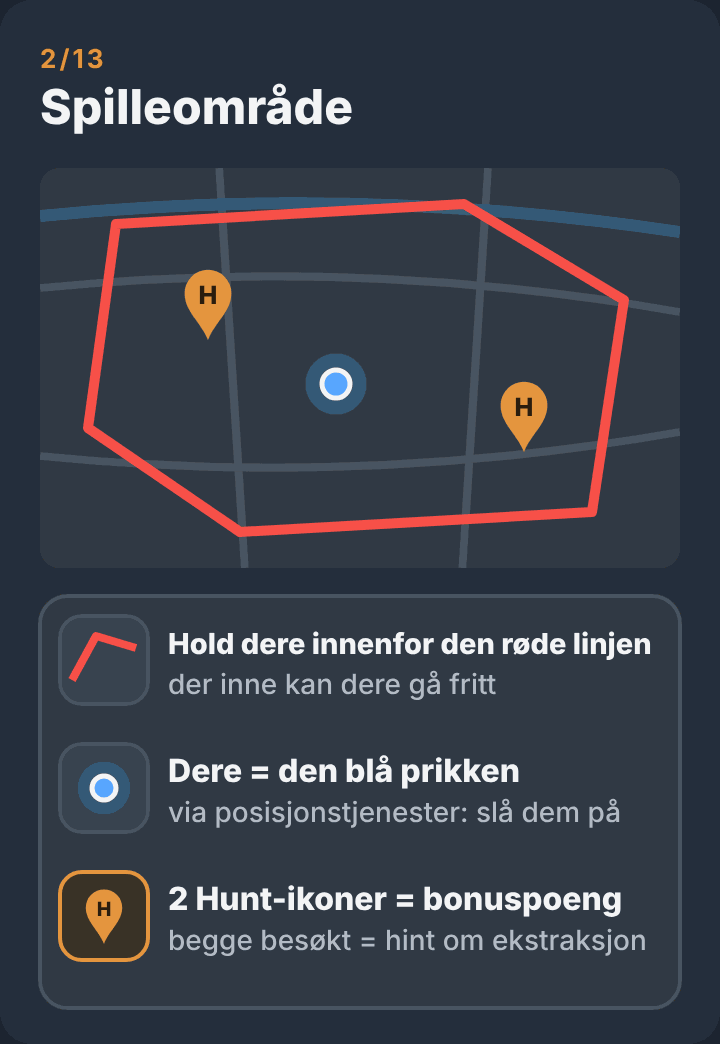 2/13
Spilleområde
H
H
Hold dere innenfor den røde linjen
der inne kan dere gå fritt
Dere = den blå prikken
via posisjonstjenester: slå dem på
H
2 Hunt-ikoner = bonuspoeng
begge besøkt = hint om ekstraksjon